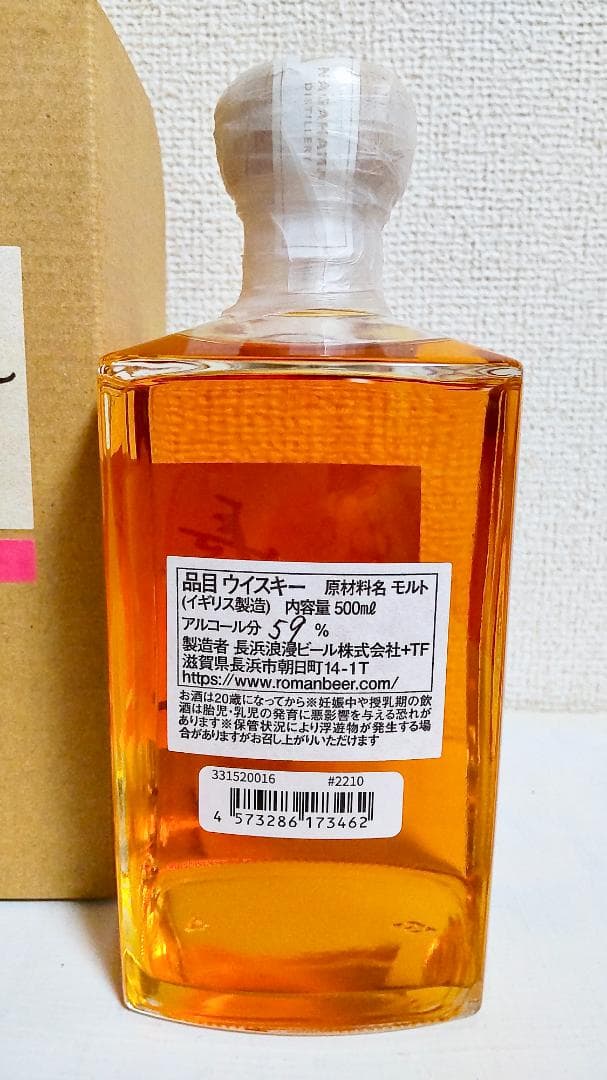 NAGAHAMA
DISTILLERY
品目 ウイスキー 原材料名 モルト
(イギリス製造) 内容量 500mℓ
アルコール分 59 %
製造者 長浜浪漫ビール株式会社+TF
滋賀県長浜市朝日町14-1T
https://www.romanbeer.com/
お酒は20歳になってから※妊娠中や授乳期の飲
酒は胎児・乳児の発育に悪影響を与える恐れが
あります※保管状況により浮遊物が発生する場
合がありますがお召し上がりいただけます
331520016 #2210
4 573286 173462